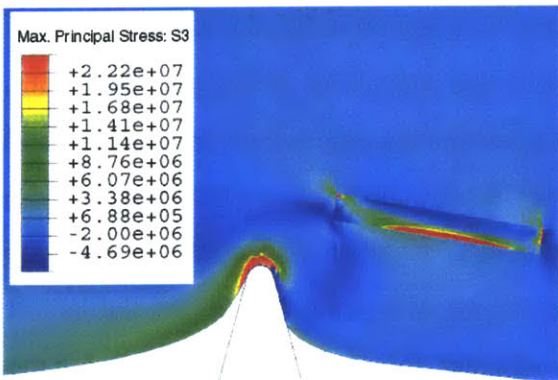 Max. Principal Stress: S3
+2.22e+07
+1.95e+07
+1.68e+07
+1.41e+07
+1.14e+07
+8.76e+06
+6.07e+06
+3.38e+06
+6.88e+05
-2.00e+06
-4.69e+06